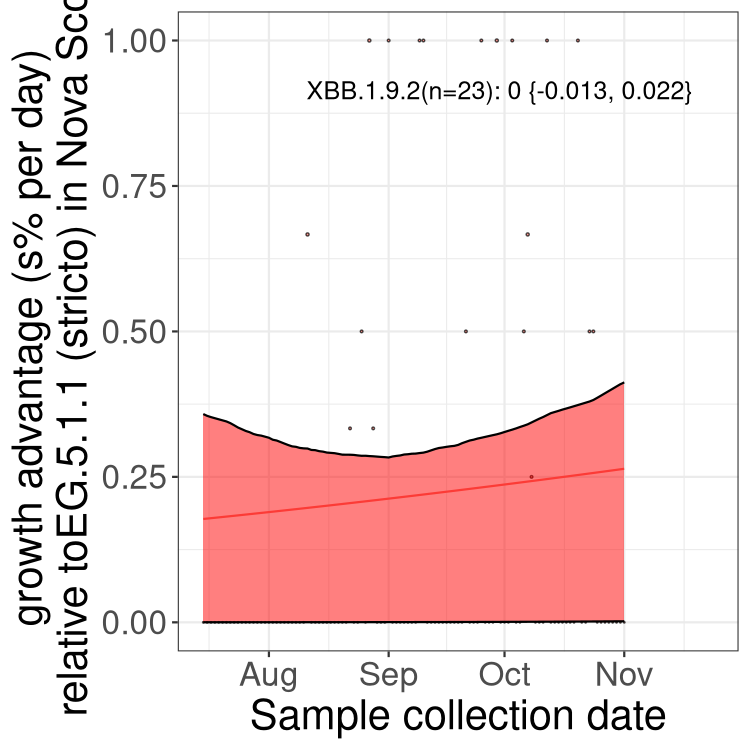 growth advantage (s% per day)
relative toEG.5.1.1 (stricto) in Nova Sco
1.00
0.75
0.50
0.25
0.00
XBB.1.9.2(n=23): 0 {-0.013, 0.022}
Aug Sep Oct Nov
Sample collection date